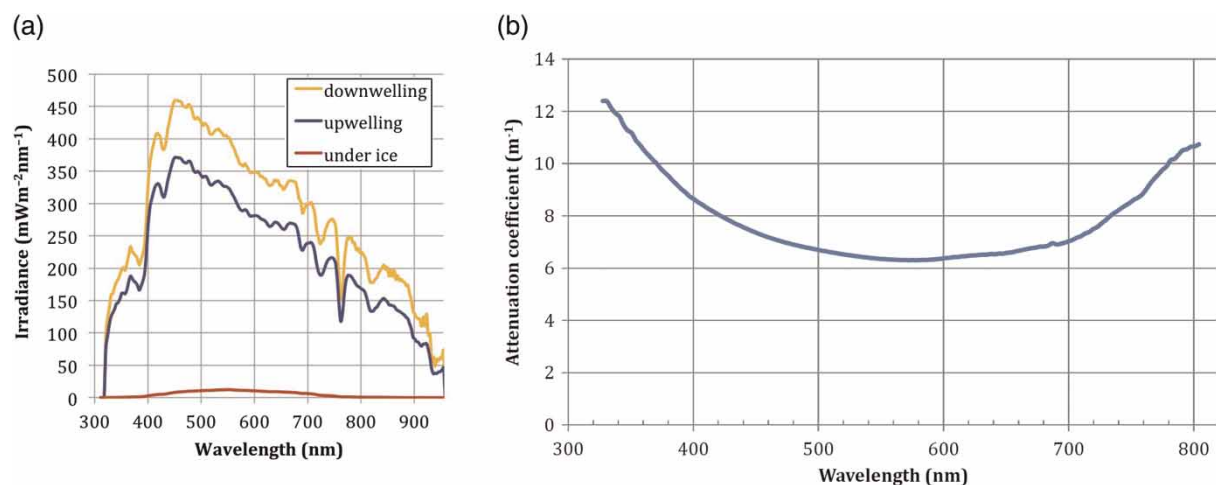 (a)
500
450
400
350
300
250
200
150
100
50
0
Irradiance (mWm⁻²nm⁻¹)
downwelling
upwelling
under ice
300 400 500 600 700 800 900
Wavelength (nm)
(b)
14
12
10
8
6
4
2
0
Attenuation coefficient (m⁻¹)
300 400 500 600 700 800
Wavelength (nm)